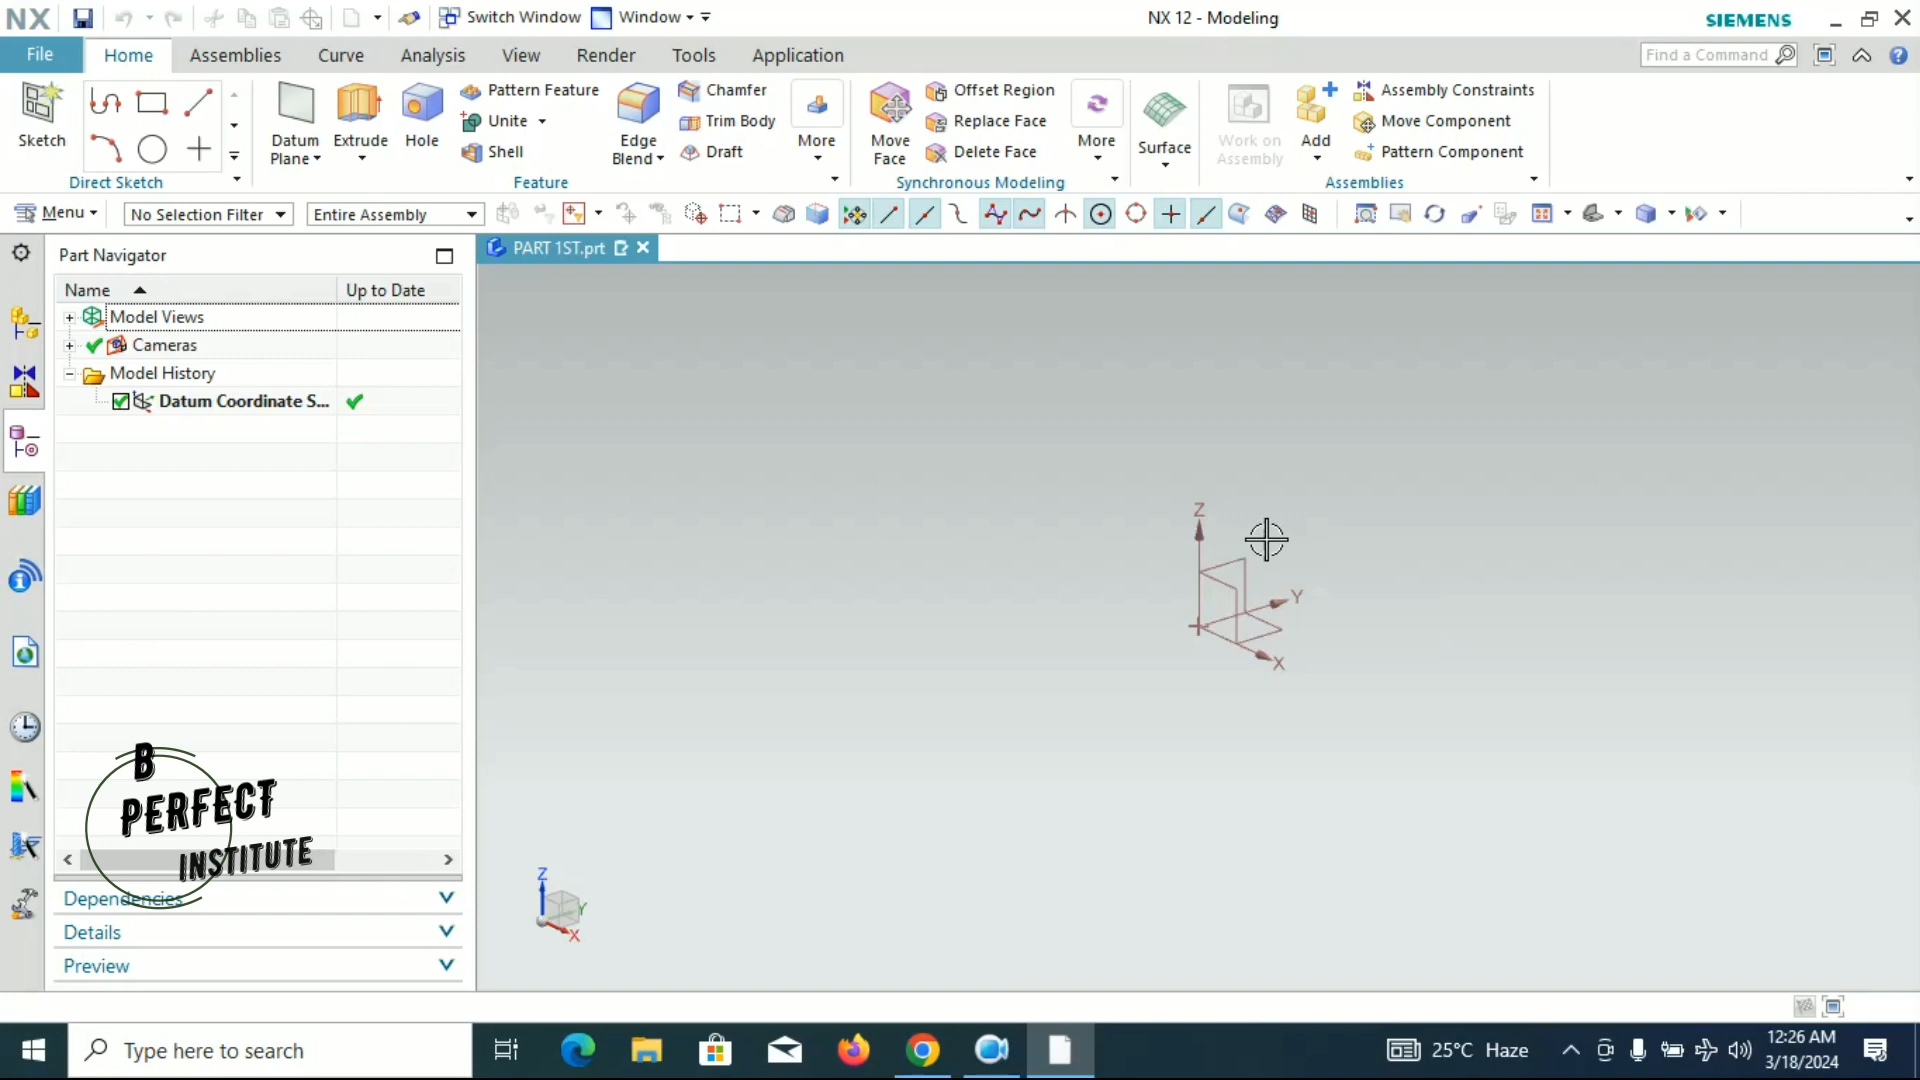 NX Switch Window Window NX 12 - Modeling SIEMENS
File Home Assemblies Curve Analysis View Render Tools Application Find a Command
Sketch
Direct Sketch
Datum Plane Extrude Hole
Pattern Feature
Unite
Shell
Edge Blend
Chamfer
Trim Body
Draft
More
Feature
Move Face
Offset Region
Replace Face
Delete Face
More
Synchronous Modeling
Surface
Work on Assembly
Add
Assembly Constraints
Move Component
Pattern Component
Assemblies
Menu No Selection Filter Entire Assembly
Part Navigator
PART 1ST.prt
Name Up to Date
Model Views
Cameras
Model History
Datum Coordinate S...
Z
Y
X
B
PERFECT
INSTITUTE
Z
Y
X
Dependencies
Details
Preview
Type here to search
25°C Haze
12:26 AM
3/18/2024